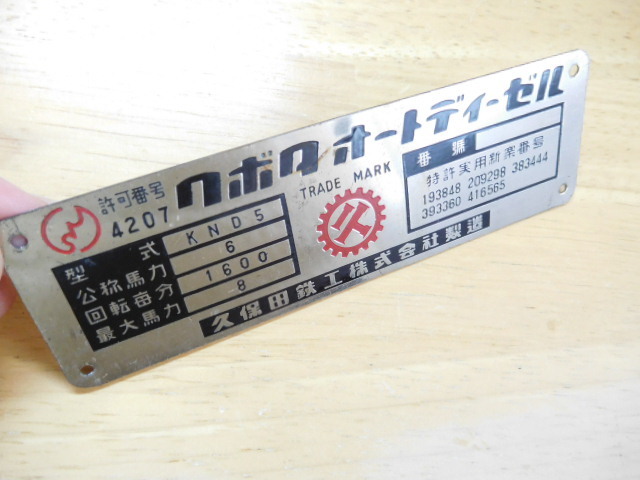 クボタオートディーゼル
許可番号
4207
TRADE MARK
型式 KND5
公称馬力 6
回転毎分 1600
最大馬力 8
番號
特許実用新案番号
193848 209298 383444
393360 416568
久保田鉄工株式会社製造